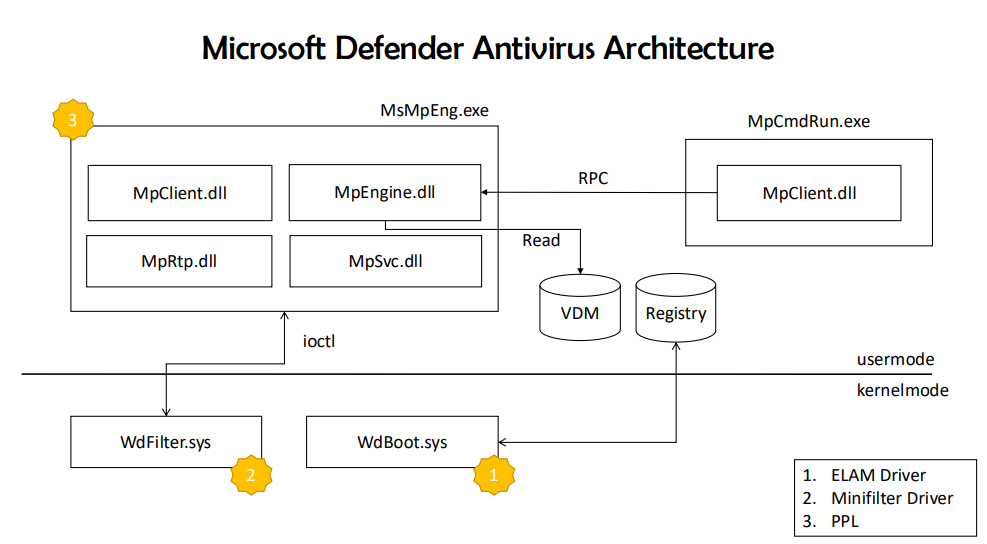 Microsoft Defender Antivirus Architecture
MsMpEng.exe
3
MpCmdRun.exe
MpClient.dll
MpEngine.dll
RPC
MpClient.dll
MpRtp.dll
MpSvc.dll
Read
VDM
Registry
ioctl
usermode
kernelmode
WdFilter.sys
WdBoot.sys
2
1
1. ELAM Driver
2. Minifilter Driver
3. PPL